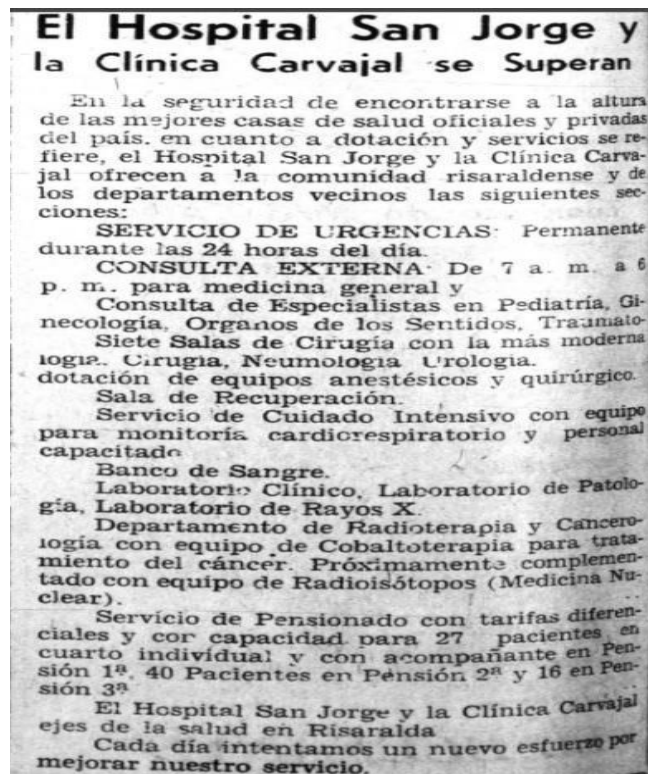 El Hospital San Jorge y
la Clínica Carvajal se Superan
En la seguridad de encontrarse a la altura
de las mejores casas de salud oficiales y privadas
del país. en cuanto a dotación y servicios se re-
fiere, el Hospital San Jorge y la Clínica Carva-
jal ofrecen a la comunidad risaraldense y de
los departamentos vecinos las siguientes sec-
ciones:
SERVICIO DE URGENCIAS: Permanente
durante las 24 horas del día.
CONSULTA EXTERNA: De 7 a. m. a 6
p. m. para medicina general y
Consulta de Especialistas en Pediatría, Gi-
necología, Organos de los Sentidos, Traumato-
Siete Salas de Cirugía con la más moderna
logía. Cirugía, Neumología Urología.
dotación de equipos anestésicos y quirúrgico.
Sala de Recuperación.
Servicio de Cuidado Intensivo con equipo
para monitoría cardiorespiratorio y personal
capacitado
Banco de Sangre.
Laboratorio Clínico, Laboratorio de Patolo-
gía, Laboratorio de Rayos X.
Departamento de Radioterapia y Cancero-
logía con equipo de Cobaltoterapia para trata-
miento del cáncer. Próximamente complemen-
tado con equipo de Radioisótopos (Medicina Nu-
clear).
Servicio de Pensionado con tarifas diferen-
ciales y cor capacidad para 27 pacientes en
cuarto individual y con acompañante en Pen-
sión 1ª. 40 Pacientes en Pensión 2ª y 16 en Pen-
sión 3ª
El Hospital San Jorge y la Clínica Carvajal
ejes de la salud en Risaralda
Cada día intentamos un nuevo esfuerzo por
mejorar nuestro servicio.